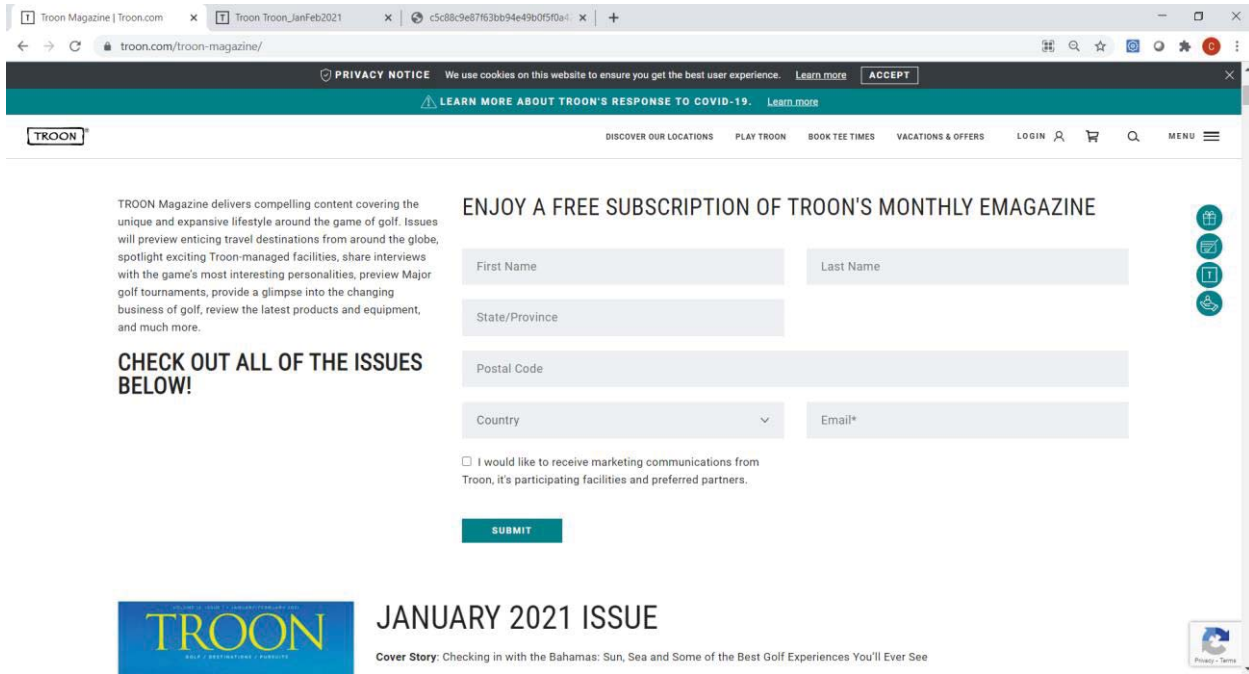 Troon Magazine | Troon.com
Troon Troon_JanFeb2021
troon.com/troon-magazine/
C
PRIVACY NOTICE We use cookies on this website to ensure you get the best user experience. Learn more ACCEPT
LEARN MORE ABOUT TROON'S RESPONSE TO COVID-19. Learn more
TROON®
DISCOVER OUR LOCATIONS PLAY TROON BOOK TEE TIMES VACATIONS & OFFERS LOGIN MENU
TROON Magazine delivers compelling content covering the
unique and expansive lifestyle around the game of golf. Issues
will preview enticing travel destinations from around the globe,
spotlight exciting Troon-managed facilities, share interviews
with the game's most interesting personalities, preview Major
golf tournaments, provide a glimpse into the changing
business of golf, review the latest products and equipment,
and much more.
CHECK OUT ALL OF THE ISSUES
BELOW!
ENJOY A FREE SUBSCRIPTION OF TROON'S MONTHLY EMAGAZINE
First Name
Last Name
State/Province
Postal Code
Country
Email*
I would like to receive marketing communications from
Troon, it's participating facilities and preferred partners.
SUBMIT
TROON
GOLF / DESTINATIONS / PURSUITS
JANUARY 2021 ISSUE
Cover Story: Checking in with the Bahamas: Sun, Sea and Some of the Best Golf Experiences You'll Ever See
Privacy - Terms